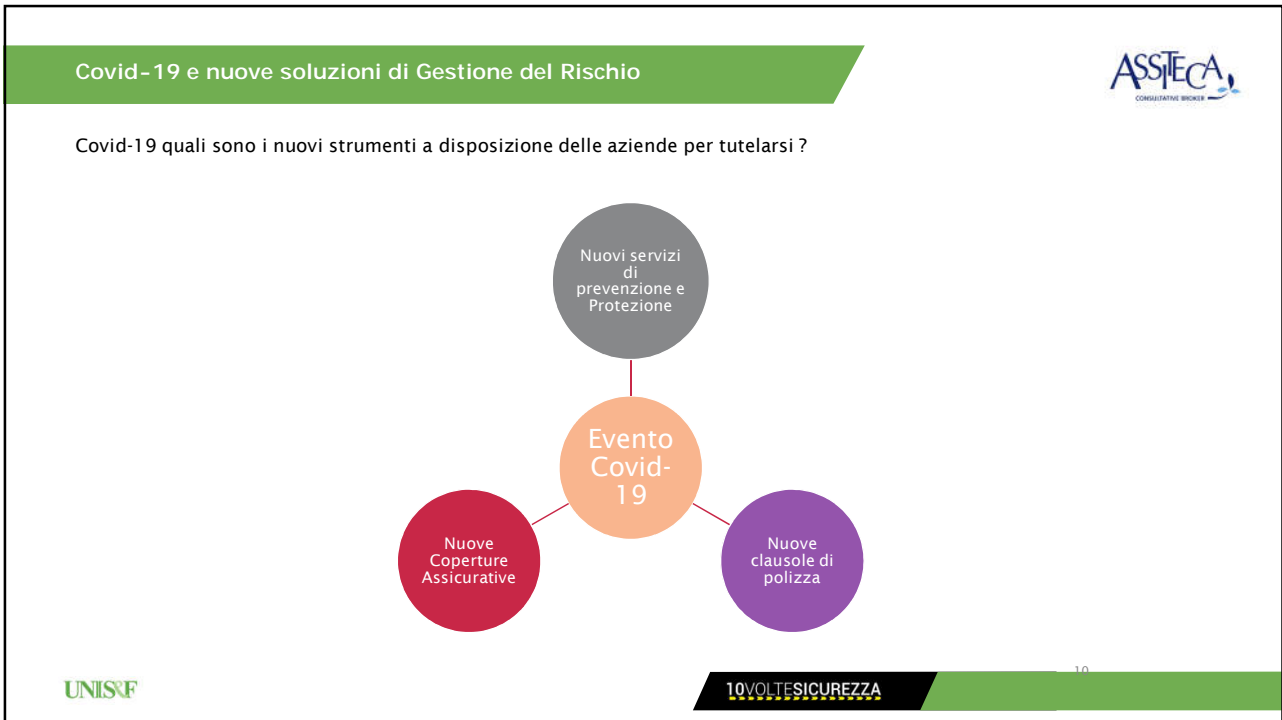 Covid-19 e nuove soluzioni di Gestione del Rischio
ASSITECA
CONSULTATIVE BROKER
Covid-19 quali sono i nuovi strumenti a disposizione delle aziende per tutelarsi ?
Nuovi servizi
di
prevenzione e
Protezione
Evento
Covid-
19
Nuove
Coperture
Assicurative
Nuove
clausole di
polizza
UNIS&F
10VOLTESICUREZZA
10